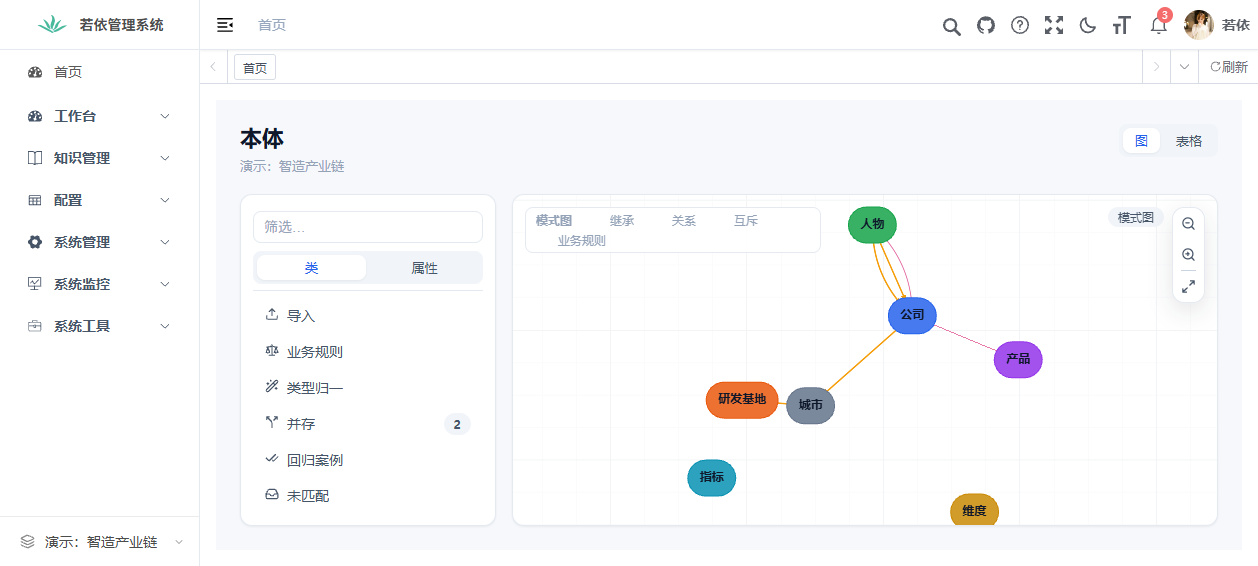 若依管理系统
首页
3
若依
首页
刷新
首页
工作台
知识管理
配置
系统管理
系统监控
系统工具
演示：智造产业链
本体
演示：智造产业链
图
表格
筛选...
类
属性
导入
业务规则
类型归一
并存
2
回归案例
未匹配
模式图
继承
关系
互斥
业务规则
模式图
人物
公司
产品
研发基地
城市
指标
维度